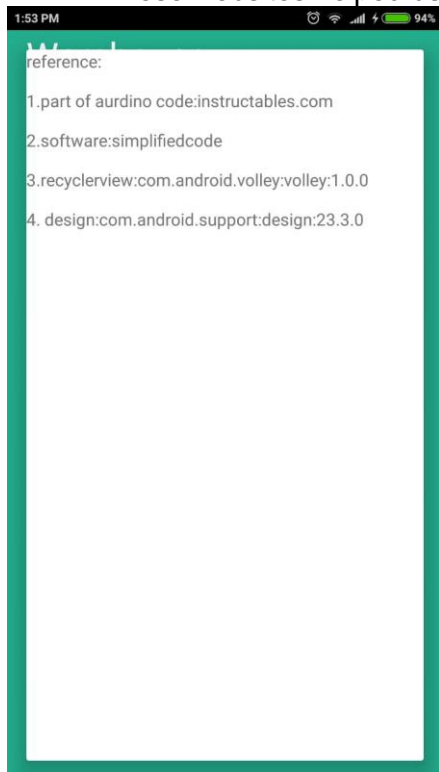 1:53 PM 94%
reference:
1.part of aurdino code:instructables.com
2.software:simplifiedcode
3.recyclerview:com.android.volley:volley:1.0.0
4. design:com.android.support:design:23.3.0